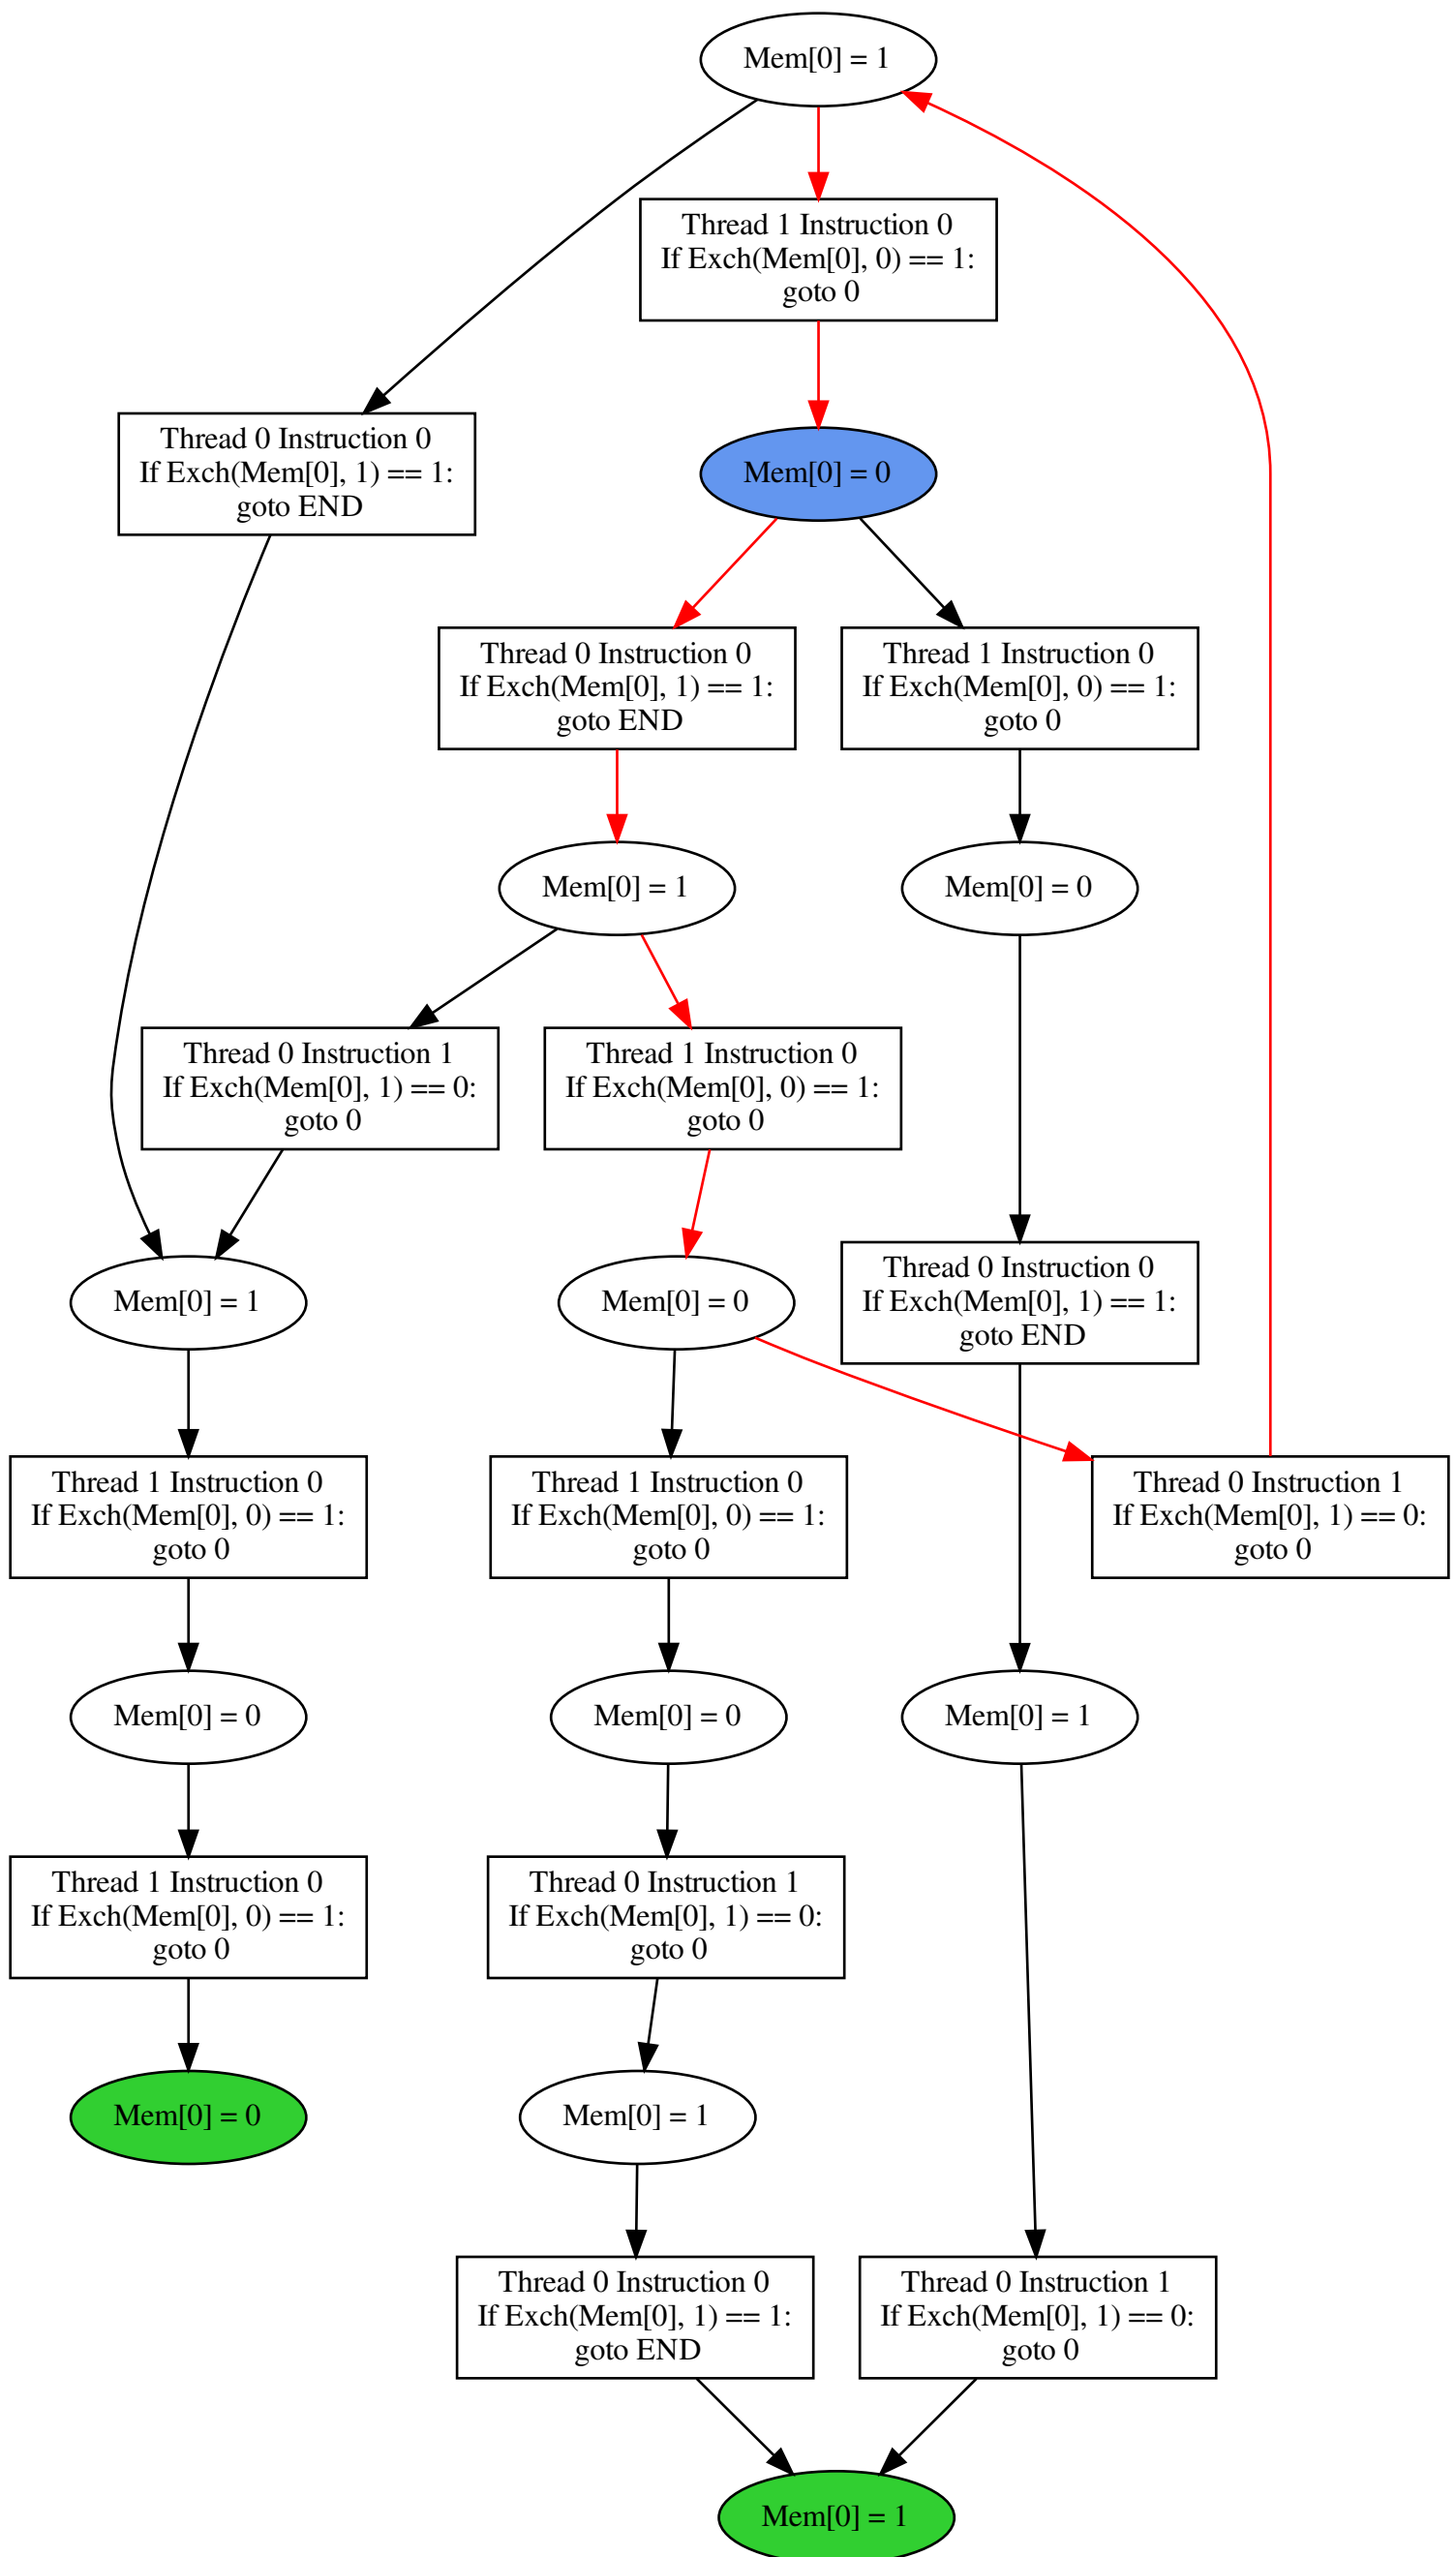 Mem[0] = 1
Thread 1 Instruction 0
If Exch(Mem[0], 0) == 1:
goto 0
Thread 0 Instruction 0
If Exch(Mem[0], 1) == 1:
goto END
Mem[0] = 0
Thread 0 Instruction 0
If Exch(Mem[0], 1) == 1:
goto END
Thread 1 Instruction 0
If Exch(Mem[0], 0) == 1:
goto 0
Mem[0] = 1
Mem[0] = 0
Thread 0 Instruction 1
If Exch(Mem[0], 1) == 0:
goto 0
Thread 1 Instruction 0
If Exch(Mem[0], 0) == 1:
goto 0
Mem[0] = 1
Mem[0] = 0
Thread 0 Instruction 0
If Exch(Mem[0], 1) == 1:
goto END
Thread 1 Instruction 0
If Exch(Mem[0], 0) == 1:
goto 0
Thread 1 Instruction 0
If Exch(Mem[0], 0) == 1:
goto 0
Thread 0 Instruction 1
If Exch(Mem[0], 1) == 0:
goto 0
Mem[0] = 0
Mem[0] = 0
Mem[0] = 1
Thread 1 Instruction 0
If Exch(Mem[0], 0) == 1:
goto 0
Thread 0 Instruction 1
If Exch(Mem[0], 1) == 0:
goto 0
Mem[0] = 0
Mem[0] = 1
Thread 0 Instruction 0
If Exch(Mem[0], 1) == 1:
goto END
Thread 0 Instruction 1
If Exch(Mem[0], 1) == 0:
goto 0
Mem[0] = 1